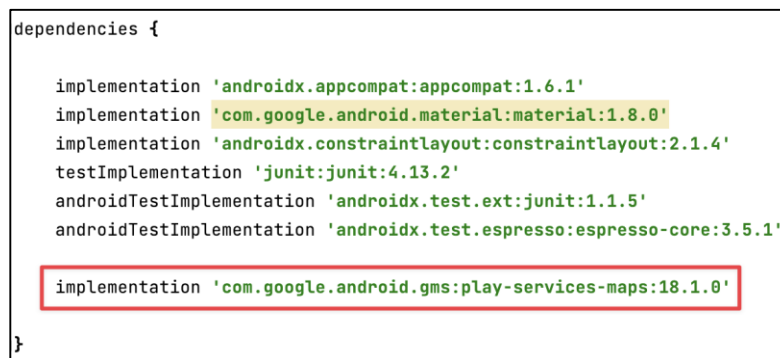 dependencies {
implementation 'androidx.appcompat:appcompat:1.6.1'
implementation 'com.google.android.material:material:1.8.0'
implementation 'androidx.constraintlayout:constraintlayout:2.1.4'
testImplementation 'junit:junit:4.13.2'
androidTestImplementation 'androidx.test.ext:junit:1.1.5'
androidTestImplementation 'androidx.test.espresso:espresso-core:3.5.1'
implementation 'com.google.android.gms:play-services-maps:18.1.0'
}